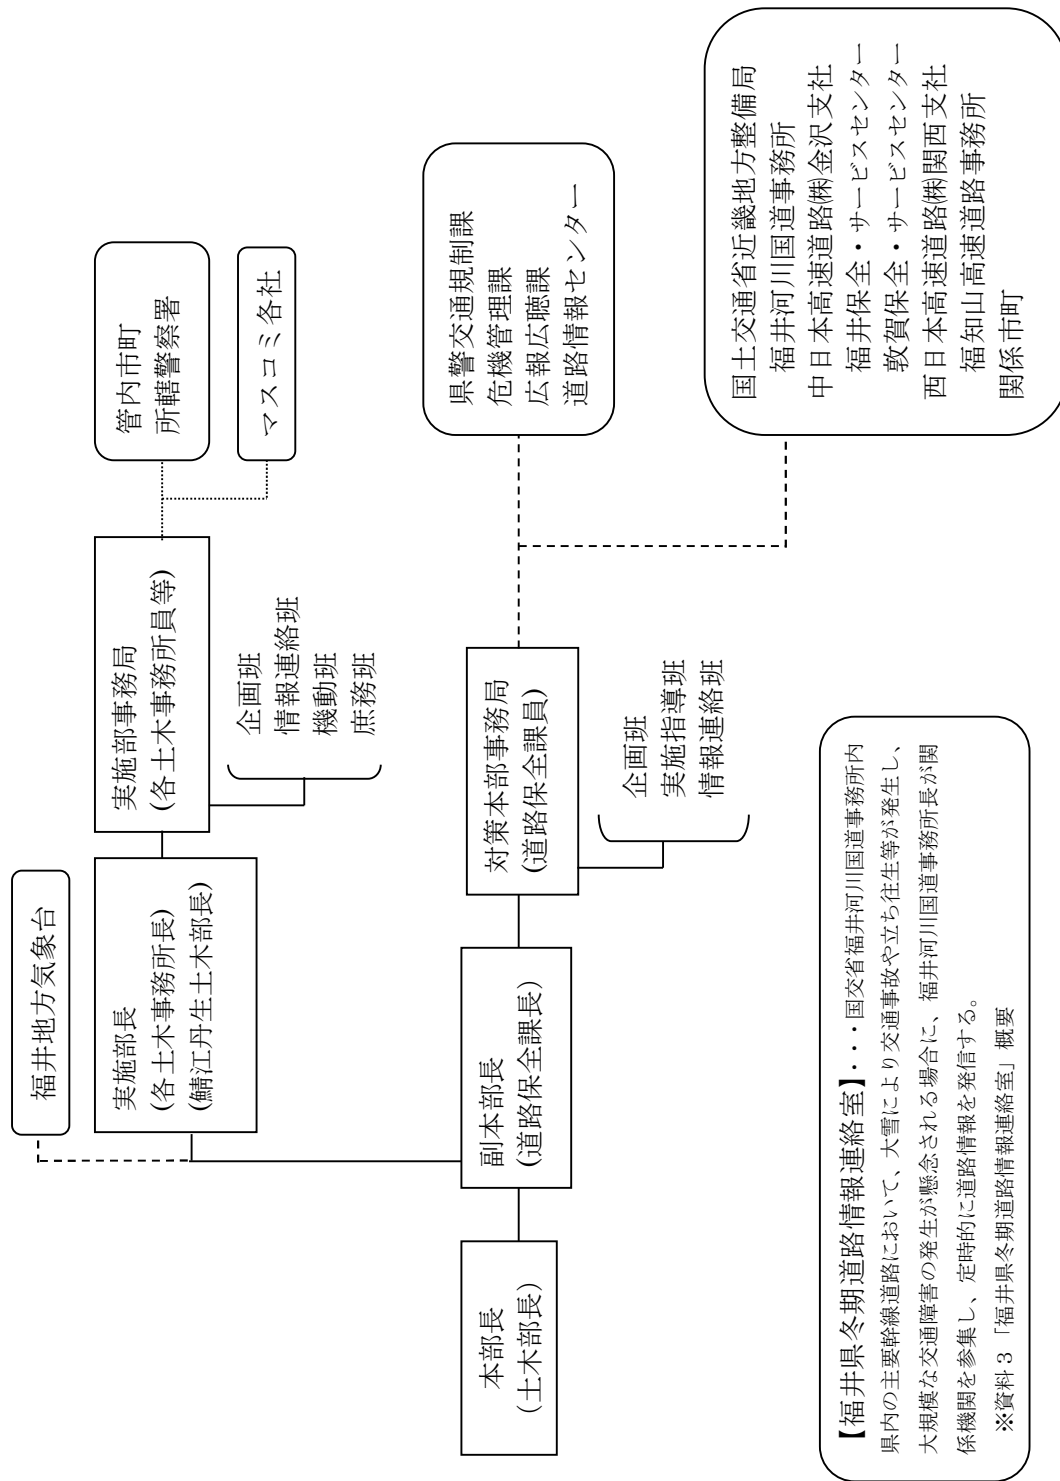 福井地方気象台
実施部長
(各土木事務所長)
(鯖江丹生土木部長)
実施部事務局
(各土木事務所員等)
企画班
情報連絡班
機動班
庶務班
管内市町
所轄警察署
マスコミ各社
本部長
(土木部長)
副本部長
(道路保全課長)
対策本部事務局
(道路保全課員)
企画班
実施指導班
情報連絡班
県警交通規制課
危機管理課
広報広聴課
道路情報センター
国土交通省近畿地方整備局
福井河川国道事務所
中日本高速道路㈱金沢支社
福井保全・サービスセンター
敦賀保全・サービスセンター
西日本高速道路㈱関西支社
福知山高速道路事務所
関係市町
【福井県冬期道路情報連絡室】・・・国交省福井河川国道事務所内
県内の主要幹線道路において、大雪により交通事故や立ち往生等が発生し、
大規模な交通障害の発生が懸念される場合に、福井河川国道事務所長が関
係機関を参集し、定時的に道路情報を発信する。
※資料3「福井県冬期道路情報連絡室」概要